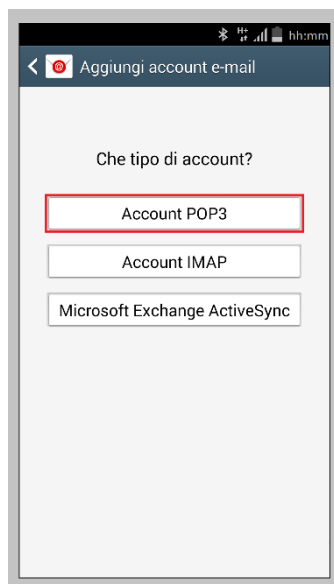 H+ hh:mm
Aggiungi account e-mail
Che tipo di account?
Account POP3
Account IMAP
Microsoft Exchange ActiveSync